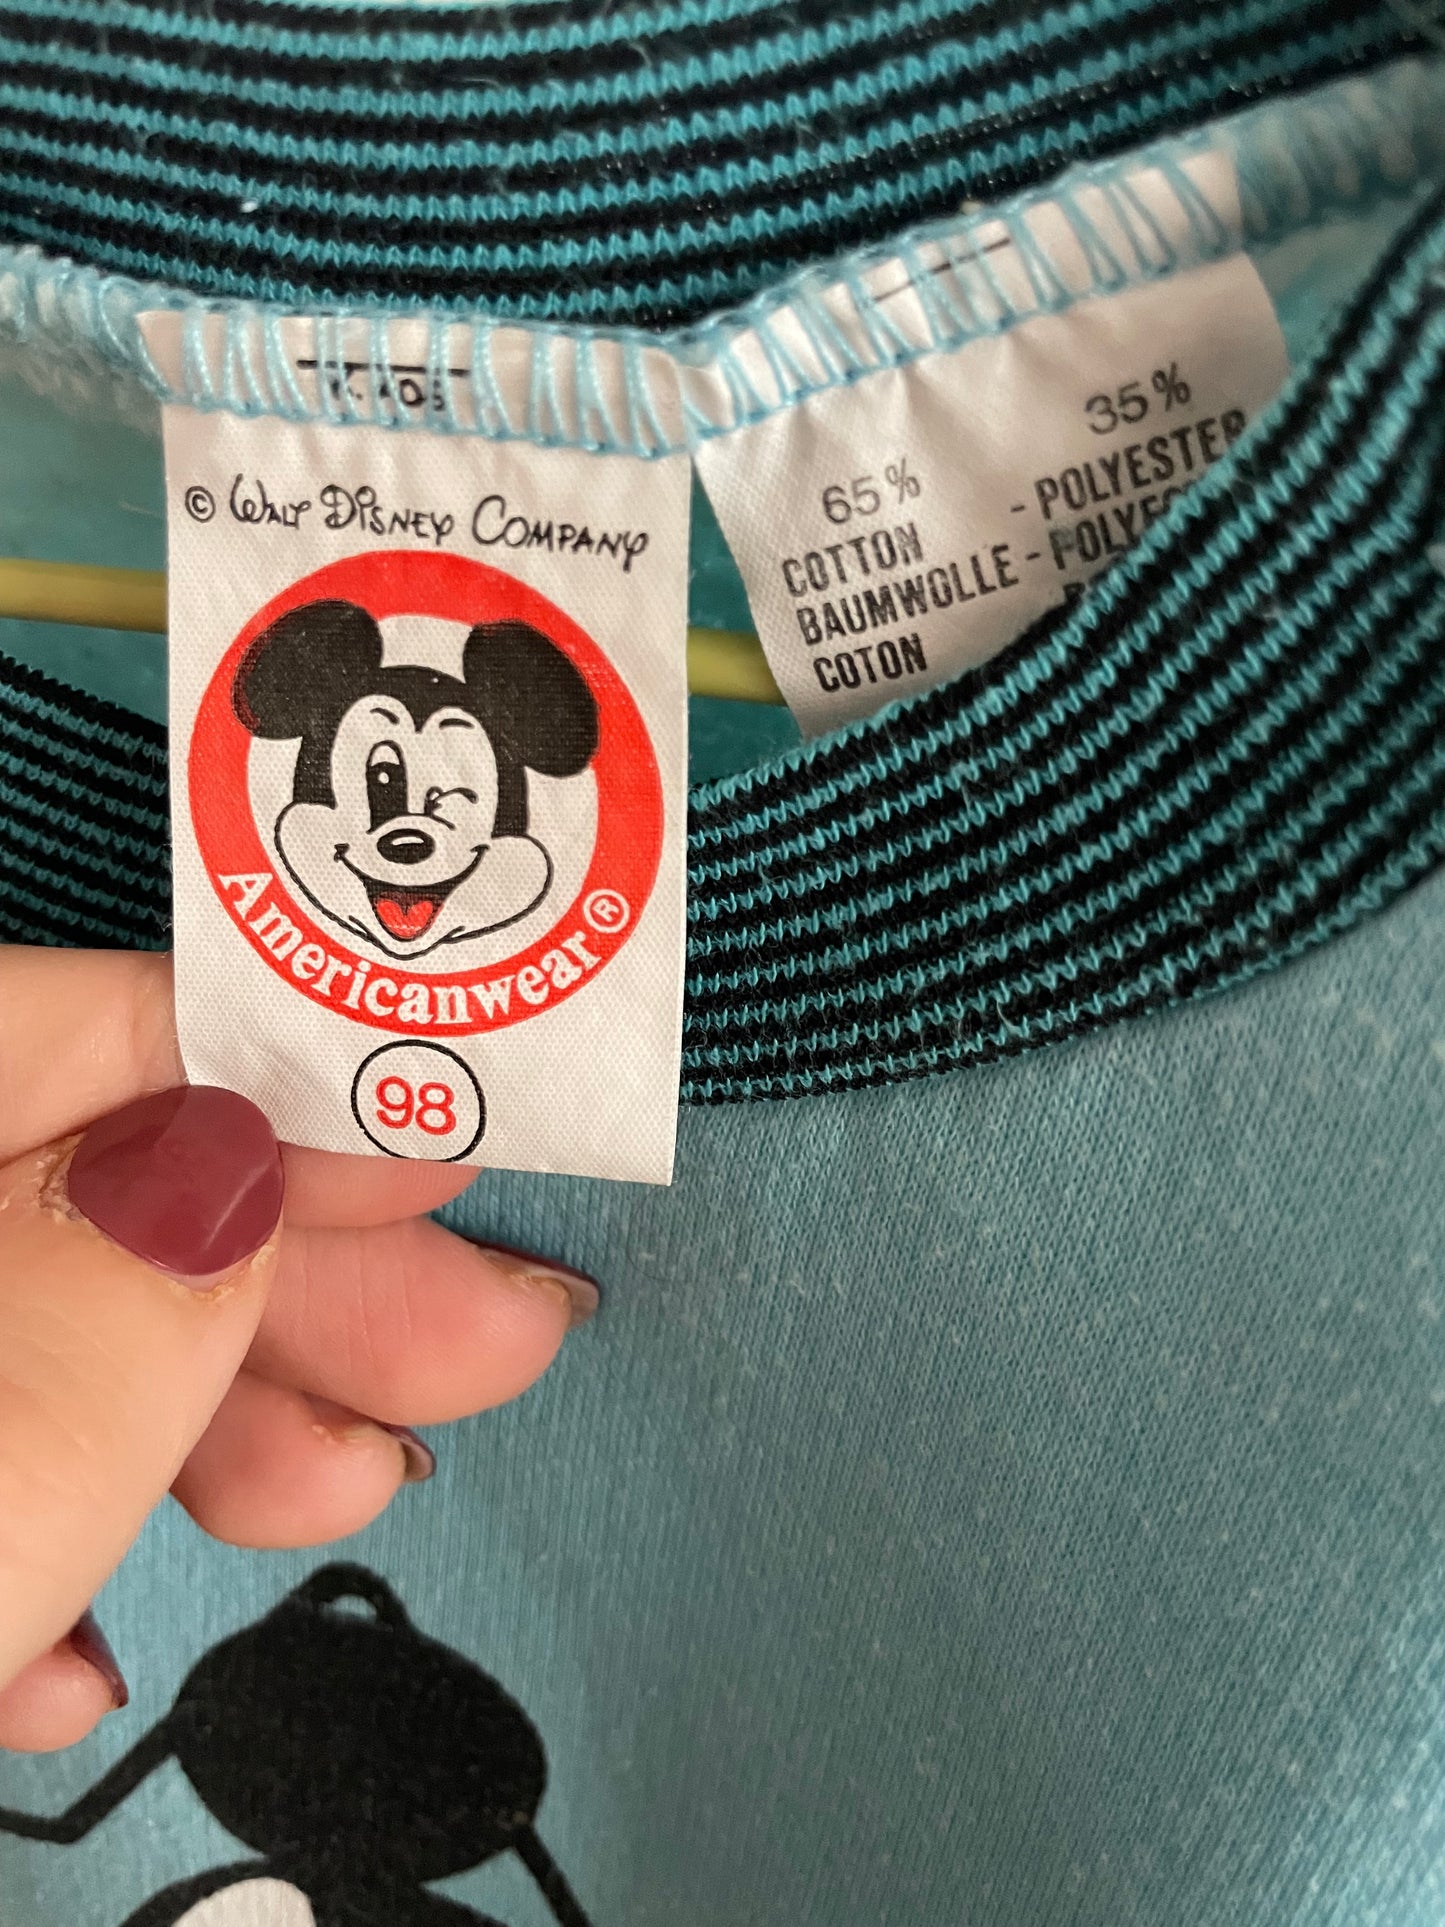 © Walt Disney Company
Americanwear®
98
65% 35%
COTTON - POLYESTER
BAUMWOLLE -
COTON